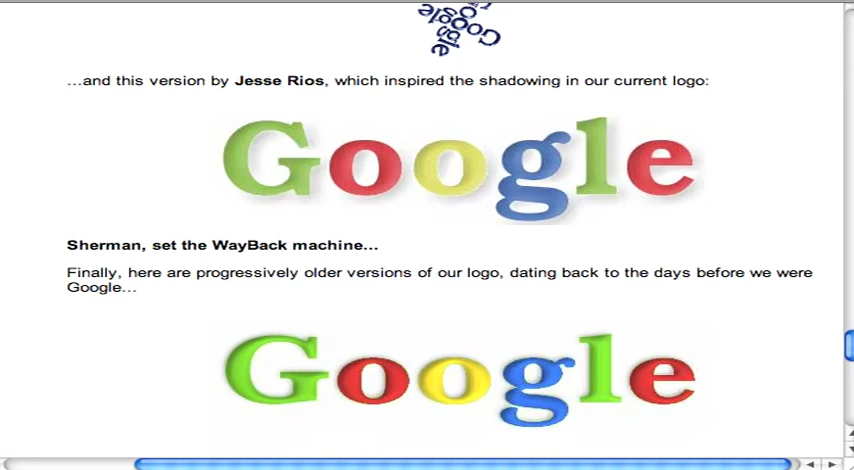 Google
...and this version by Jesse Rios, which inspired the shadowing in our current logo:
Google
Sherman, set the WayBack machine...
Finally, here are progressively older versions of our logo, dating back to the days before we were
Google...
Google